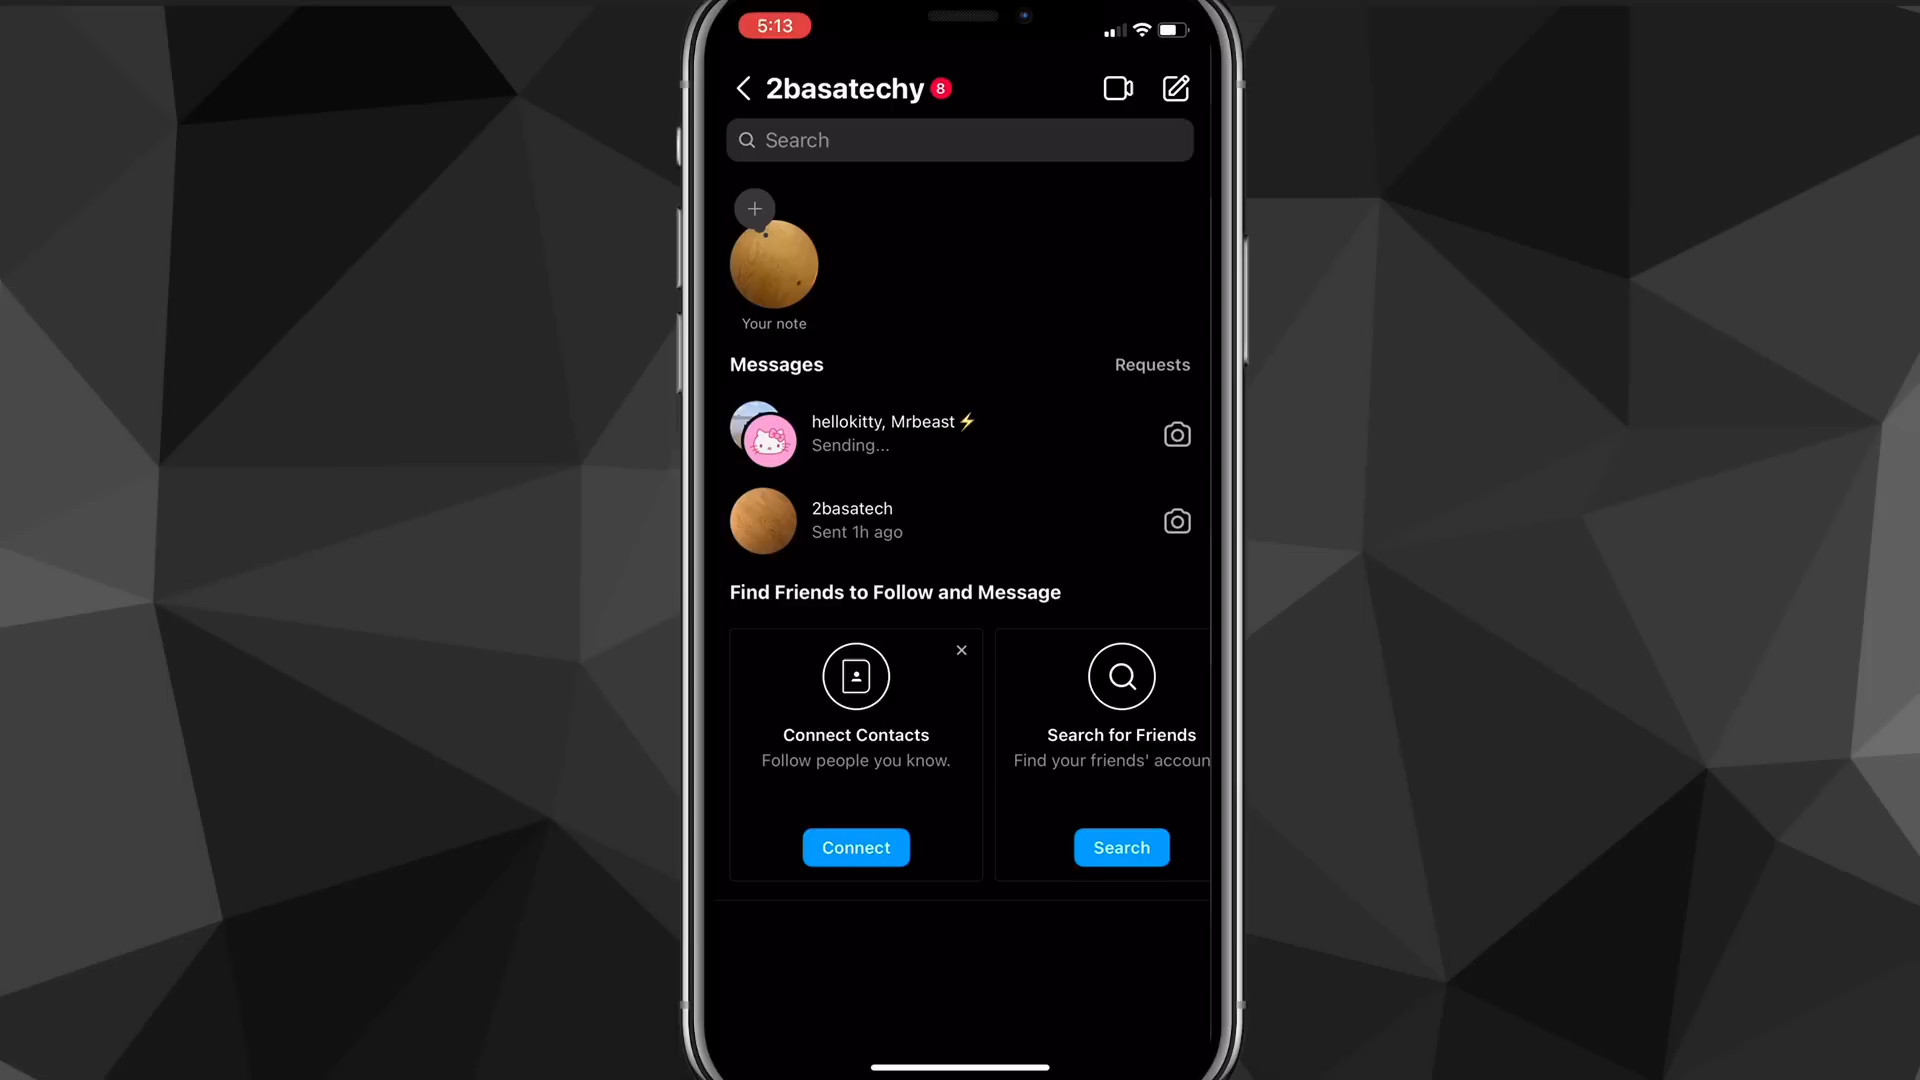 5:13
2basatechy 8
Search
Your note
Messages
Requests
hellokitty, Mrbeast⚡
Sending...
2basatech
Sent 1h ago
Find Friends to Follow and Message
Connect Contacts
Follow people you know.
Connect
Search for Friends
Find your friends' accoun
Search